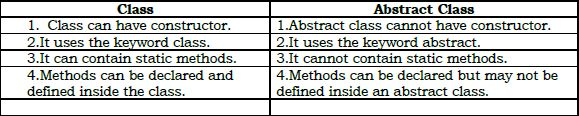 Class
Abstract Class
1. Class can have constructor.
1.Abstract class cannot have constructor.
2.It uses the keyword class.
2.It uses the keyword abstract.
3.It can contain static methods.
3.It cannot contain static methods.
4.Methods can be declared and
defined inside the class.
4.Methods can be declared but may not be
defined inside an abstract class.